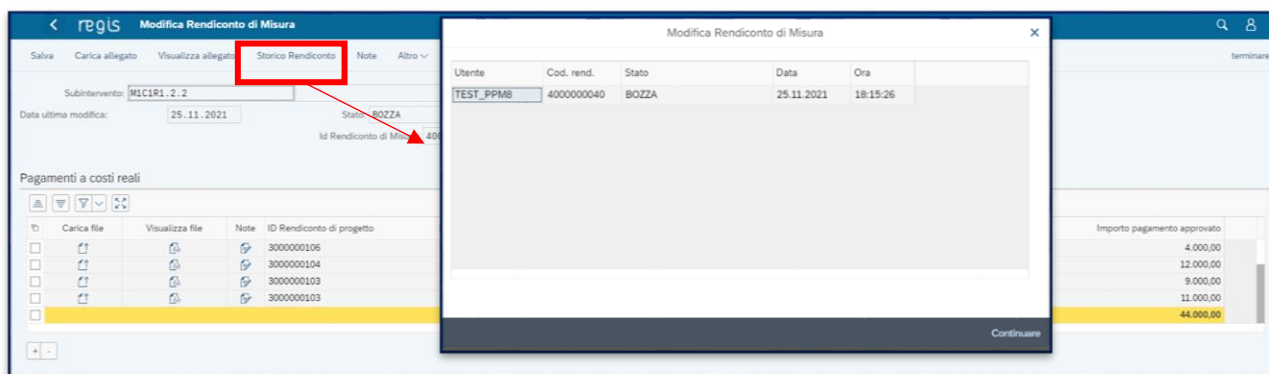 regis Modifica Rendiconto di Misura
Salva Carica allegato Visualizza allegato Storico Rendiconto Note Altro terminare
Subintervento: M1C1R1.2.2
Data ultima modifica: 25.11.2021 Stato: BOZZA
Id Rendiconto di
Pagamenti a costi reali
Carica file Visualizza file Note ID Rendiconto di progetto Importo pagamento approvato
3000000106 4.000,00
3000000104 12.000,00
3000000103 9.000,00
3000000103 11.000,00
44.000,00
+ -
Modifica Rendiconto di Misura
Utente Cod. rend. Stato Data Ora
TEST_PPM8 4000000040 BOZZA 25.11.2021 18:15:26
Continuare